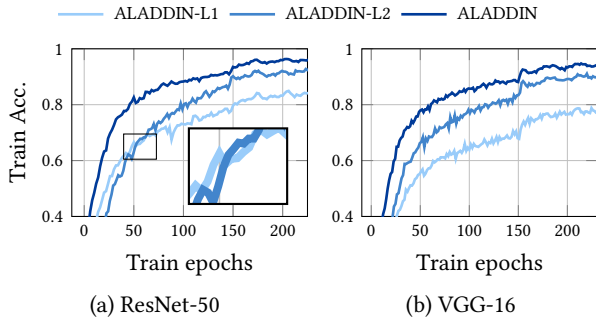 ALADDIN-L1 ALADDIN-L2 ALADDIN
Train Acc.
1
0.8
0.6
0.4
0 50 100 150 200
Train epochs
(a) ResNet-50
1
0.8
0.6
0.4
0 50 100 150 200
Train epochs
(b) VGG-16